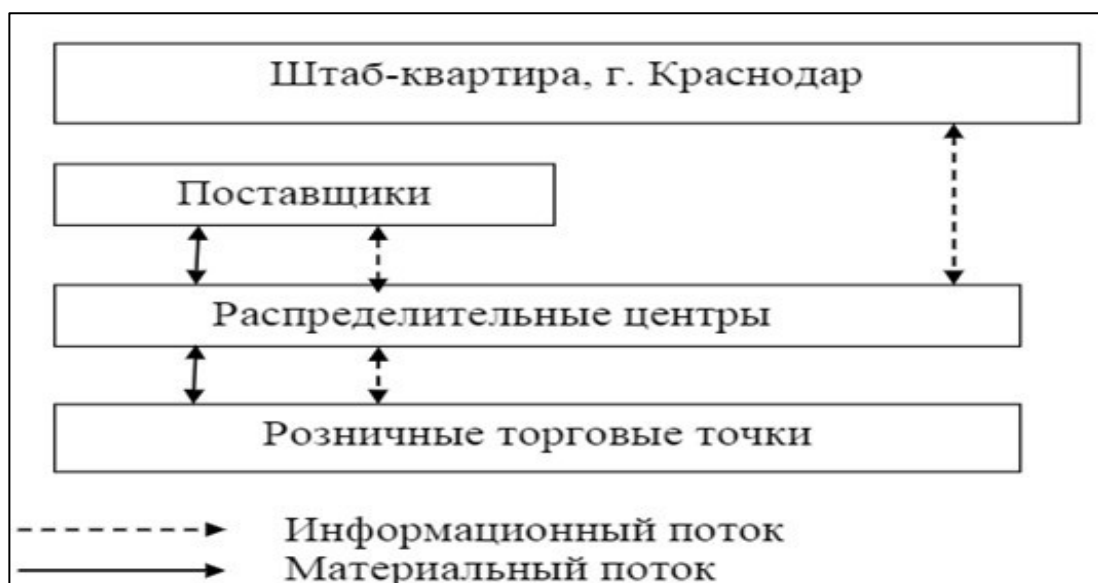 Штаб-квартира, г. Краснодар
Поставщики
Распределительные центры
Розничные торговые точки
Информационный поток
Материальный поток